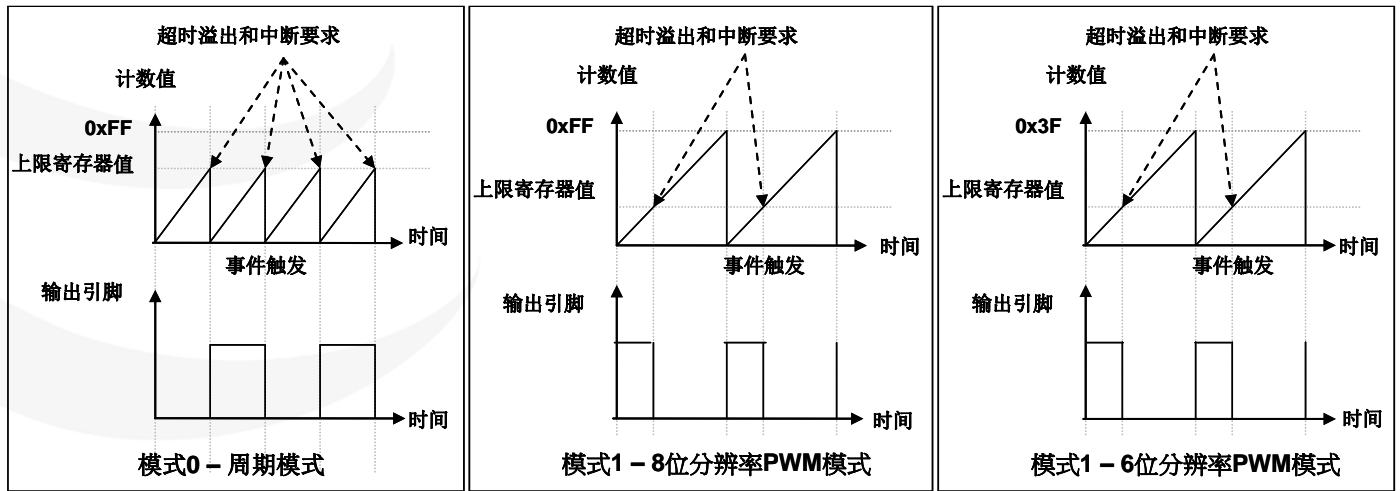 超时溢出和中断要求
计数值
0xFF
上限寄存器值
时间
事件触发
输出引脚
时间
模式0 – 周期模式
超时溢出和中断要求
计数值
0xFF
上限寄存器值
时间
事件触发
输出引脚
时间
模式1 – 8位分辨率PWM模式
超时溢出和中断要求
计数值
0x3F
上限寄存器值
时间
事件触发
输出引脚
时间
模式1 – 6位分辨率PWM模式